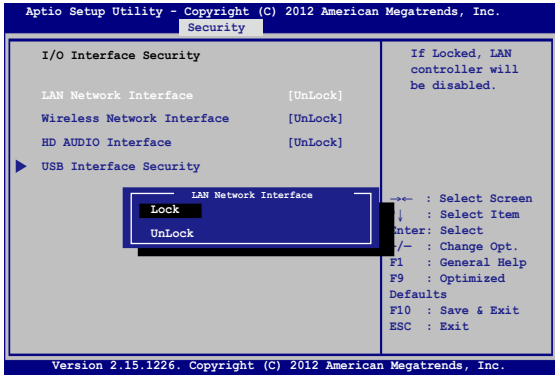 Aptio Setup Utility - Copyright (C) 2012 American Megatrends, Inc.
Security
I/O Interface Security
LAN Network Interface [UnLock]
Wireless Network Interface [UnLock]
HD AUDIO Interface [UnLock]
USB Interface Security
LAN Network Interface
Lock
UnLock
If Locked, LAN
controller will
be disabled.
→← : Select Screen
↓ : Select Item
Enter: Select
/— : Change Opt.
F1 : General Help
F9 : Optimized
Defaults
F10 : Save & Exit
ESC : Exit
Version 2.15.1226. Copyright (C) 2012 American Megatrends, Inc.